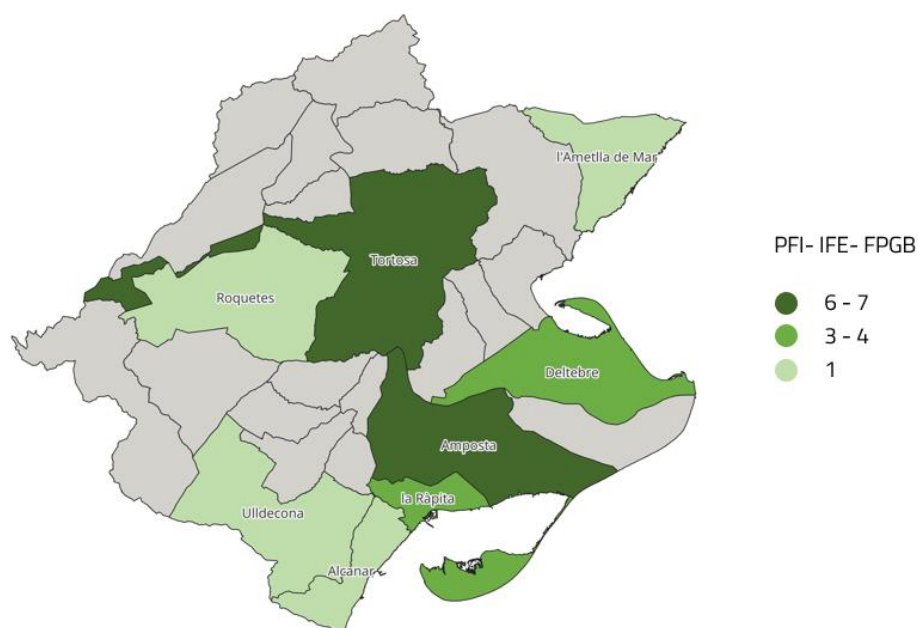 l'Ametlla de Mar
PFI- IFE- FPGB
Tortosa
Roquetes
6 - 7
3 - 4
1
Deltebre
Amposta
la Ràpita
Ulldecona
Alcanar